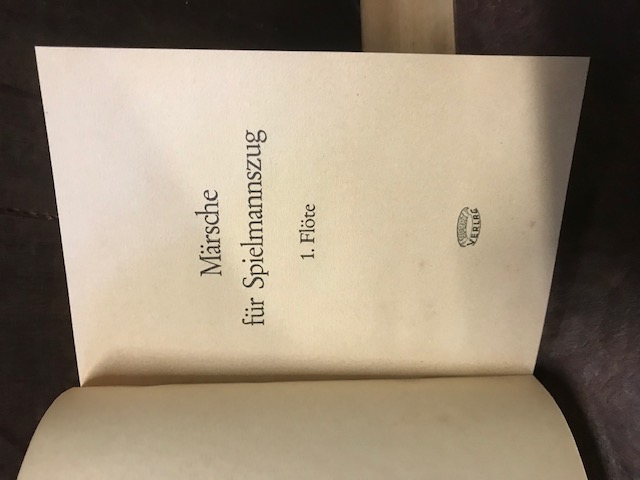 Märsche
für Spielmannszug
1. Flöte
VERLAG